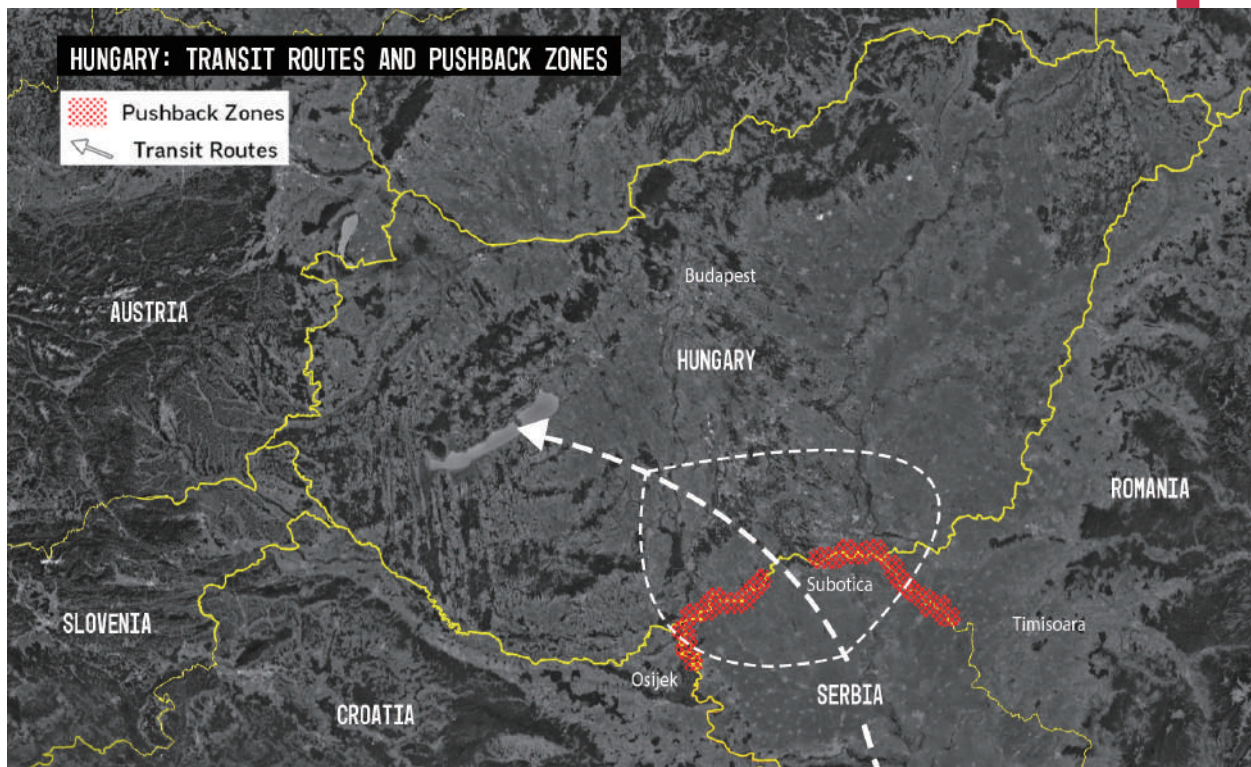 HUNGARY: TRANSIT ROUTES AND PUSHBACK ZONES
Pushback Zones
Transit Routes
Budapest
AUSTRIA
HUNGARY
ROMANIA
Subotica
SLOVENIA
Timisoara
Osijek
SERBIA
CROATIA